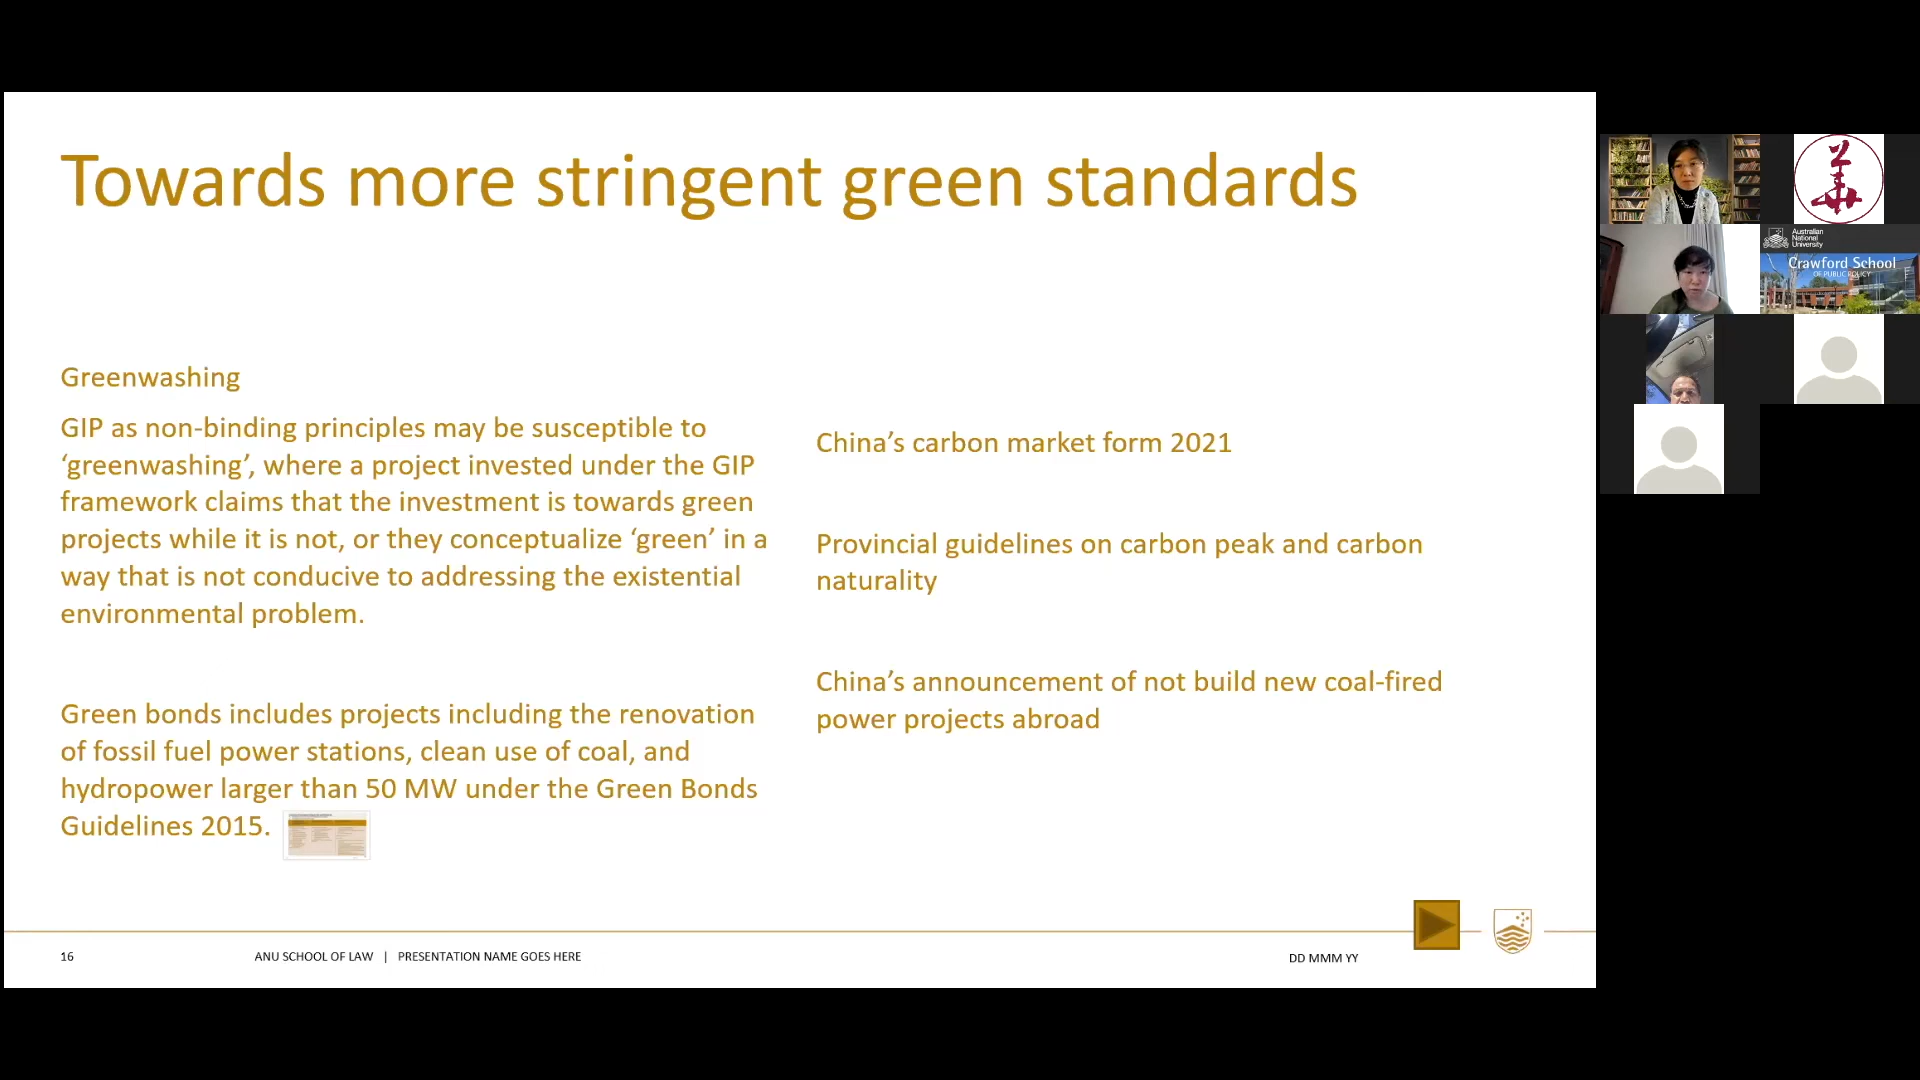 Towards more stringent green standards
Greenwashing
GIP as non-binding principles may be susceptible to
‘greenwashing’, where a project invested under the GIP
framework claims that the investment is towards green
projects while it is not, or they conceptualize ‘green’ in a
way that is not conducive to addressing the existential
environmental problem.
Green bonds includes projects including the renovation
of fossil fuel power stations, clean use of coal, and
hydropower larger than 50 MW under the Green Bonds
Guidelines 2015.
China’s carbon market form 2021
Provincial guidelines on carbon peak and carbon
naturality
China’s announcement of not build new coal-fired
power projects abroad
16
ANU SCHOOL OF LAW | PRESENTATION NAME GOES HERE
DD MMM YY
Australian
National
University
Crawford School
OF PUBLIC POLICY